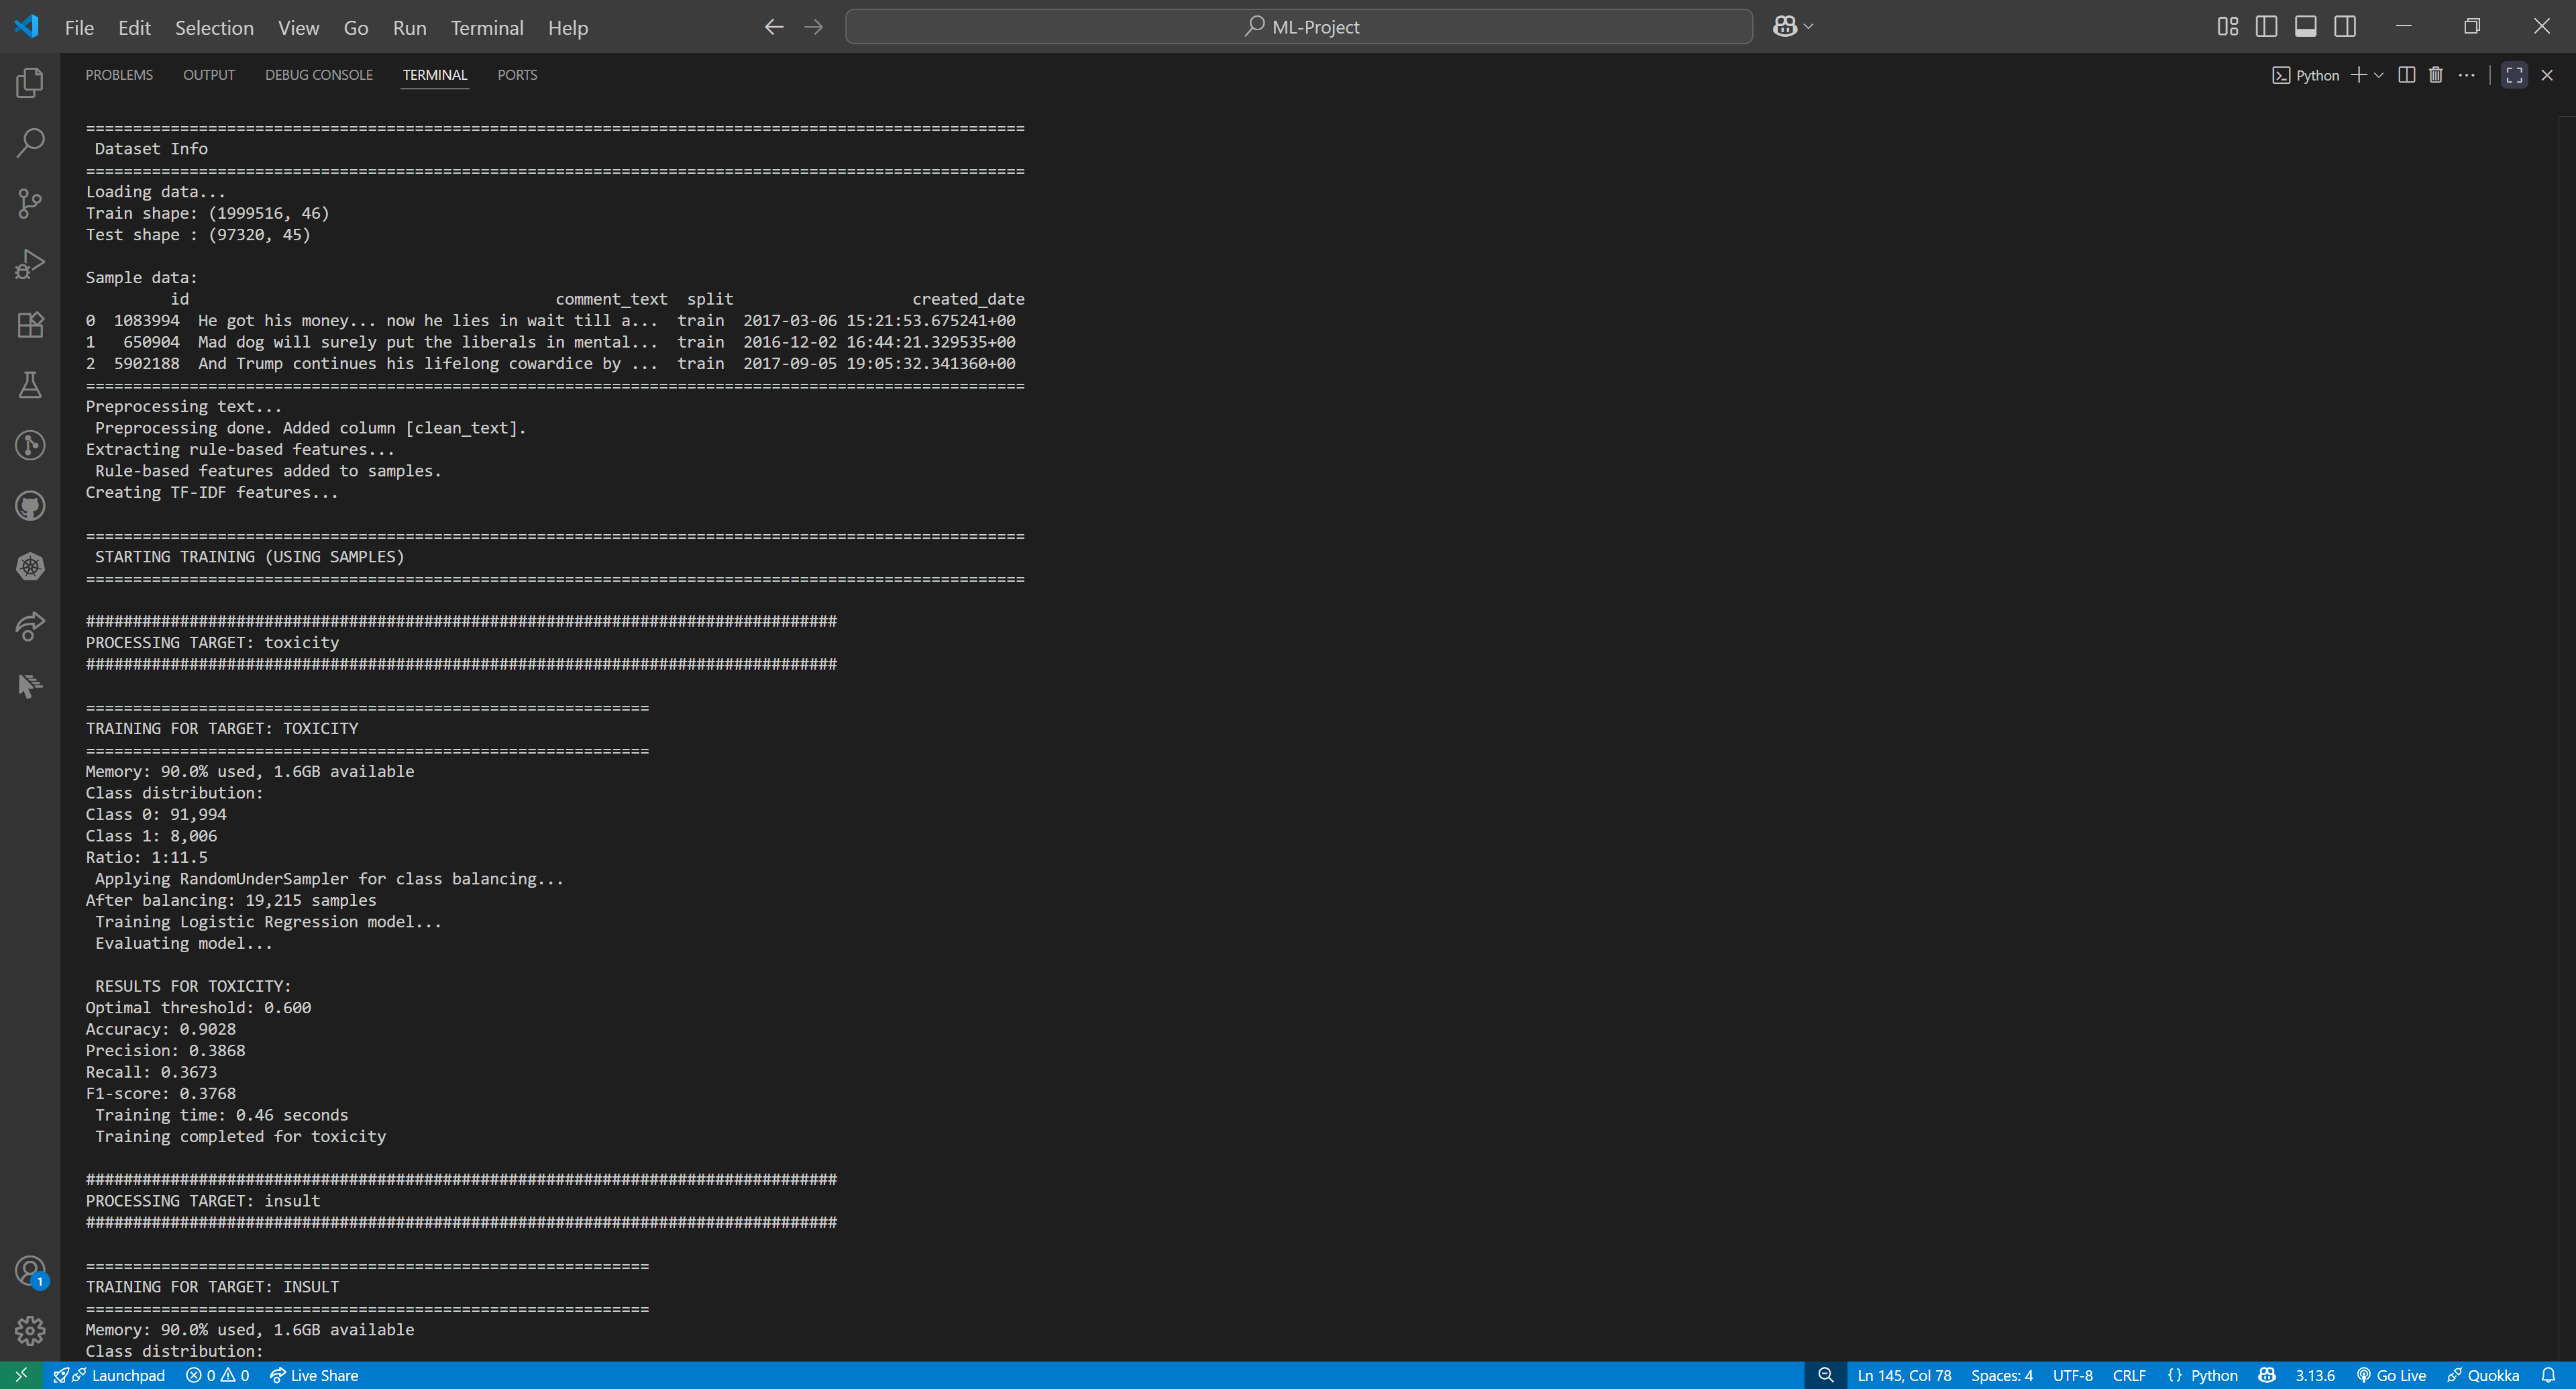 File Edit Selection View Go Run Terminal Help ML-Project
PROBLEMS OUTPUT DEBUG CONSOLE TERMINAL PORTS Python
====================================================================================================
Dataset Info
====================================================================================================
Loading data...
Train shape: (1999516, 46)
Test shape : (97320, 45)
Sample data:
id comment_text split created_date
0 1083994 He got his money... now he lies in wait till a... train 2017-03-06 15:21:53.675241+00
1 650904 Mad dog will surely put the liberals in mental... train 2016-12-02 16:44:21.329535+00
2 5902188 And Trump continues his lifelong cowardice by ... train 2017-09-05 19:05:32.341360+00
====================================================================================================
Preprocessing text...
Preprocessing done. Added column [clean_text].
Extracting rule-based features...
Rule-based features added to samples.
Creating TF-IDF features...
====================================================================================================
STARTING TRAINING (USING SAMPLES)
====================================================================================================
################################################################################
PROCESSING TARGET: toxicity
################################################################################
============================================================
TRAINING FOR TARGET: TOXICITY
============================================================
Memory: 90.0% used, 1.6GB available
Class distribution:
Class 0: 91,994
Class 1: 8,006
Ratio: 1:11.5
Applying RandomUnderSampler for class balancing...
After balancing: 19,215 samples
Training Logistic Regression model...
Evaluating model...
RESULTS FOR TOXICITY:
Optimal threshold: 0.600
Accuracy: 0.9028
Precision: 0.3868
Recall: 0.3673
F1-score: 0.3768
Training time: 0.46 seconds
Training completed for toxicity
################################################################################
PROCESSING TARGET: insult
################################################################################
============================================================
TRAINING FOR TARGET: INSULT
============================================================
Memory: 90.0% used, 1.6GB available
Class distribution:
1
Launchpad 0 0 Live Share Ln 145, Col 78 Spaces: 4 UTF-8 CRLF {} Python 3.13.6 Go Live Quokka